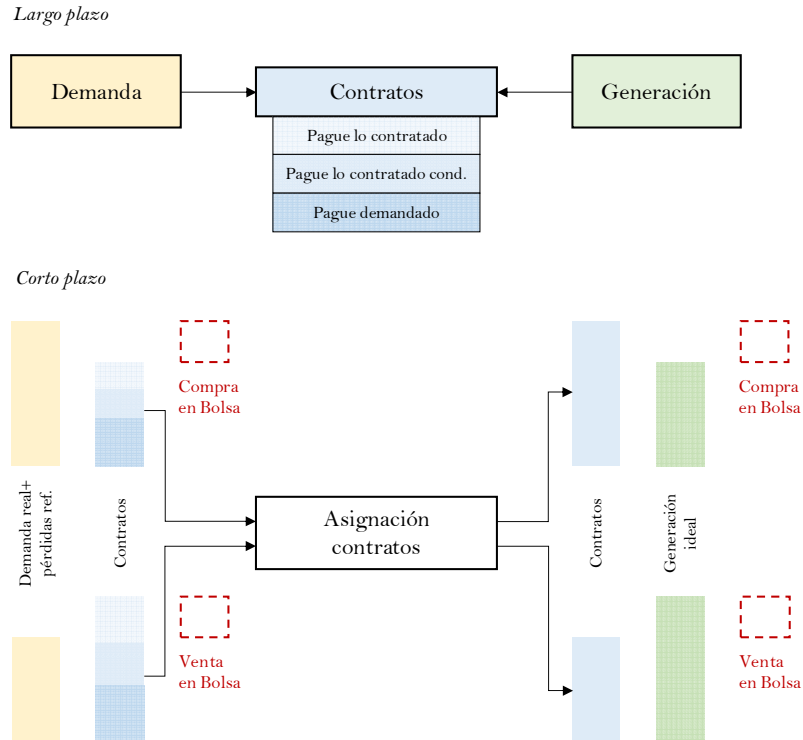 Largo plazo
Demanda
Contratos
Generación
Pague lo contratado
Pague lo contratado cond.
Pague demandado
Corto plazo
Compra
en Bolsa
Compra
en Bolsa
Demanda real+
pérdidas ref.
Contratos
Asignación
contratos
Contratos
Generación
ideal
Venta
en Bolsa
Venta
en Bolsa